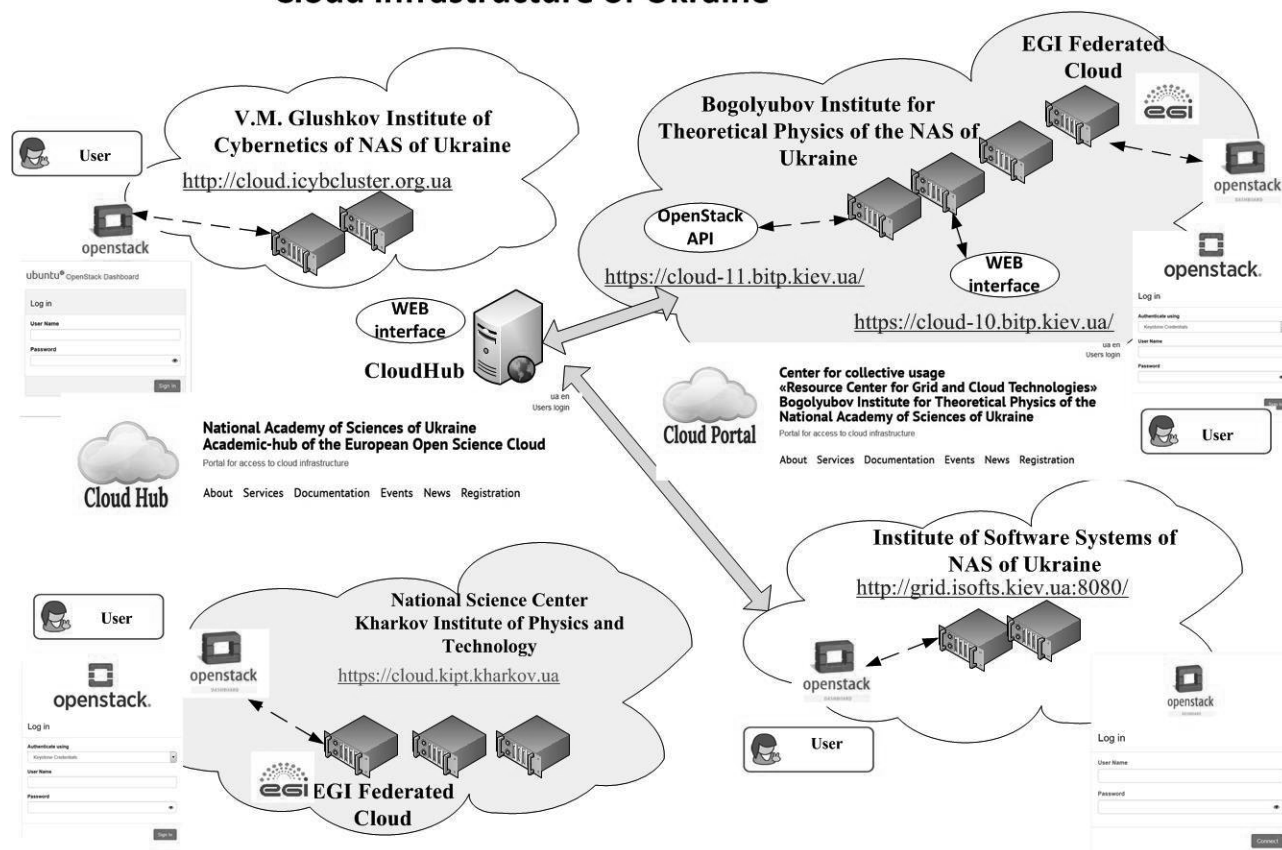 Cloud Infrastructure of Ukraine
V.M. Glushkov Institute of
Cybernetics of NAS of Ukraine
http://cloud.icybcluster.org.ua
User
openstack
ubuntu® OpenStack Dashboard
Log in
User Name
Password
Sign In
EGI Federated
Cloud
egi
Bogolyubov Institute for
Theoretical Physics of the NAS of
Ukraine
OpenStack
API
https://cloud-11.bitp.kiev.ua/
WEB
interface
https://cloud-10.bitp.kiev.ua/
openstack
DASHBOARD
openstack.
Log in
Authenticate using
Keystone Credentials
User Name
Password
User
WEB
interface
CloudHub
ua en
Users login
Cloud Hub
National Academy of Sciences of Ukraine
Academic-hub of the European Open Science Cloud
Portal for access to cloud infrastructure
About Services Documentation Events News Registration
ua en
Users login
Cloud Portal
Center for collective usage
«Resource Center for Grid and Cloud Technologies»
Bogolyubov Institute for Theoretical Physics of the
National Academy of Sciences of Ukraine
Portal for access to cloud infrastructure
About Services Documentation Events News Registration
User
openstack.
Log in
Authenticate using
Keystone Credentials
User Name
Password
Sign In
National Science Center
Kharkov Institute of Physics and
Technology
https://cloud.kipt.kharkov.ua
openstack
DASHBOARD
egi
EGI Federated
Cloud
Institute of Software Systems of
NAS of Ukraine
http://grid.isofts.kiev.ua:8080/
openstack
DASHBOARD
User
openstack
DASHBOARD
Log in
User Name
Password
Connect